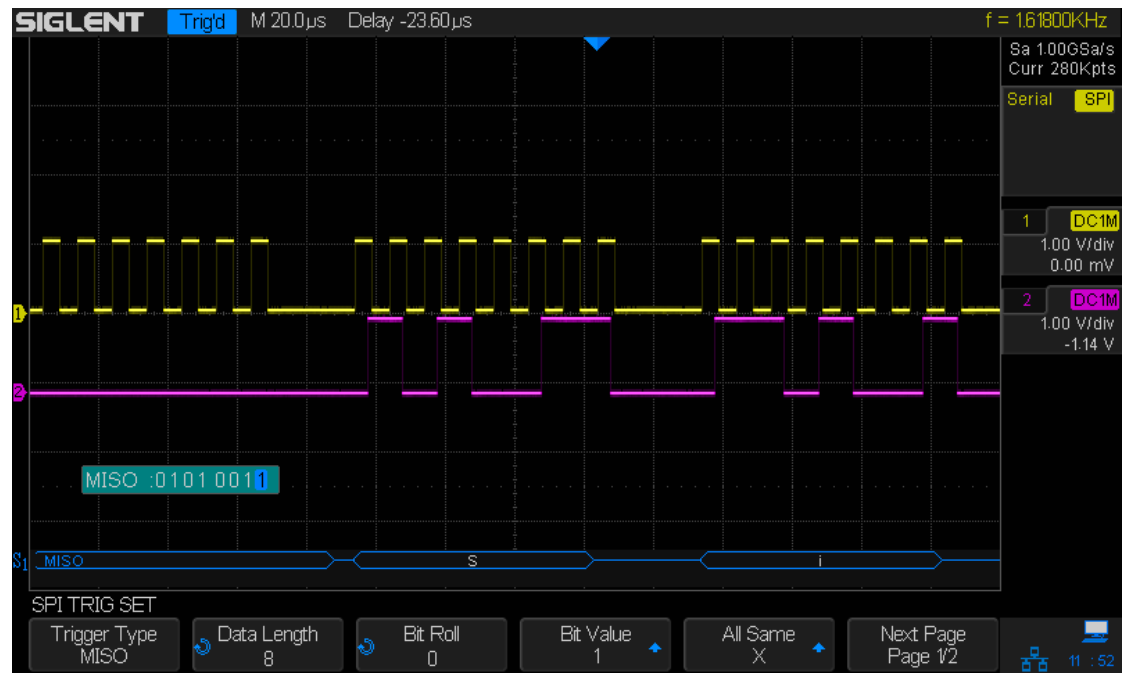 SIGLENT Trig'd M 20.0µs Delay -23.60µs f = 1.61800KHz
Sa 1.00GSa/s
Curr 280Kpts
Serial SPI
1 DC1M
1.00 V/div
0.00 mV
1
2 DC1M
1.00 V/div
-1.14 V
2
MISO :0101 0011
S1 MISO S i
SPI TRIG SET
Trigger Type Data Length Bit Roll Bit Value All Same Next Page
MISO 8 0 1 X Page 1/2
11 : 52